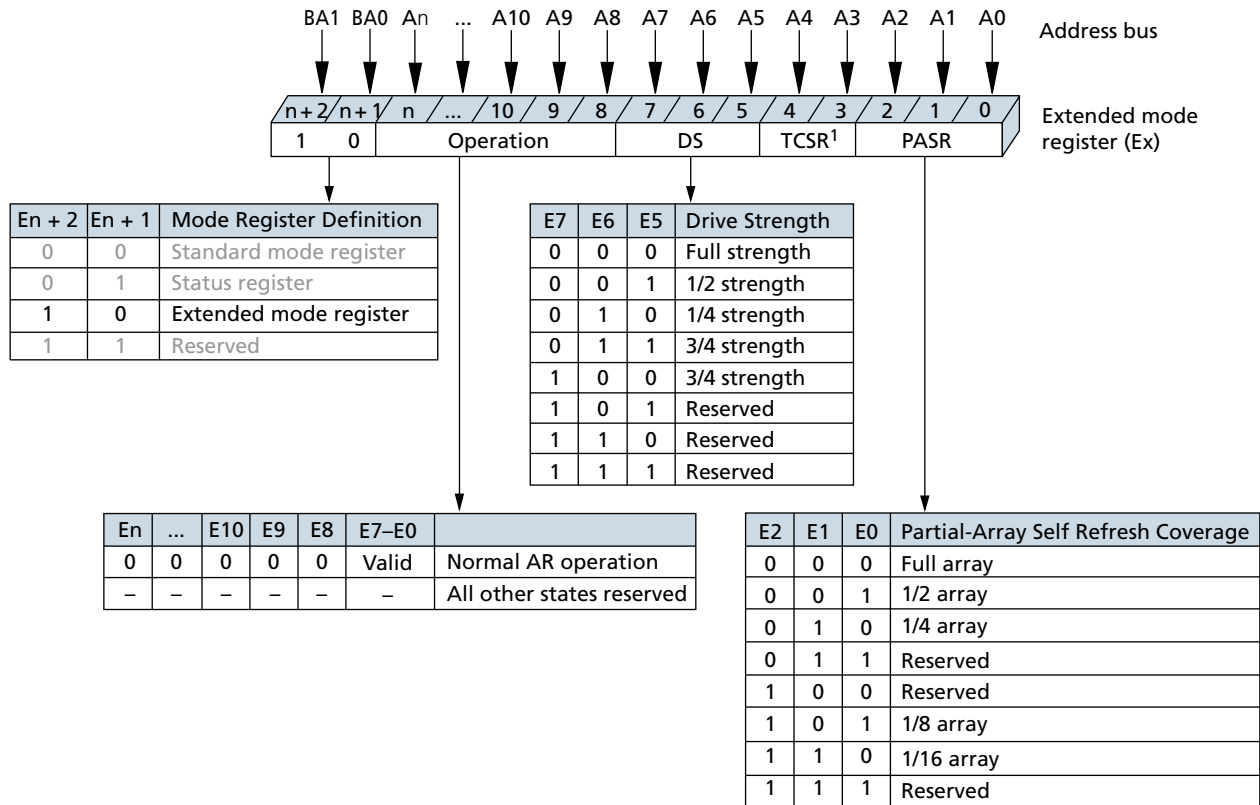 BA1 BA0 An ... A10 A9 A8 A7 A6 A5 A4 A3 A2 A1 A0 Address bus
n+2 n+1 n ... 10 9 8 7 6 5 4 3 2 1 0 Extended mode register (Ex)
1 0 Operation DS TCSR1 PASR
En + 2 En + 1 Mode Register Definition
0 0 Standard mode register
0 1 Status register
1 0 Extended mode register
1 1 Reserved
E7 E6 E5 Drive Strength
0 0 0 Full strength
0 0 1 1/2 strength
0 1 0 1/4 strength
0 1 1 3/4 strength
1 0 0 3/4 strength
1 0 1 Reserved
1 1 0 Reserved
1 1 1 Reserved
En ... E10 E9 E8 E7–E0
0 0 0 0 0 Valid Normal AR operation
– – – – – – All other states reserved
E2 E1 E0 Partial-Array Self Refresh Coverage
0 0 0 Full array
0 0 1 1/2 array
0 1 0 1/4 array
0 1 1 Reserved
1 0 0 Reserved
1 0 1 1/8 array
1 1 0 1/16 array
1 1 1 Reserved